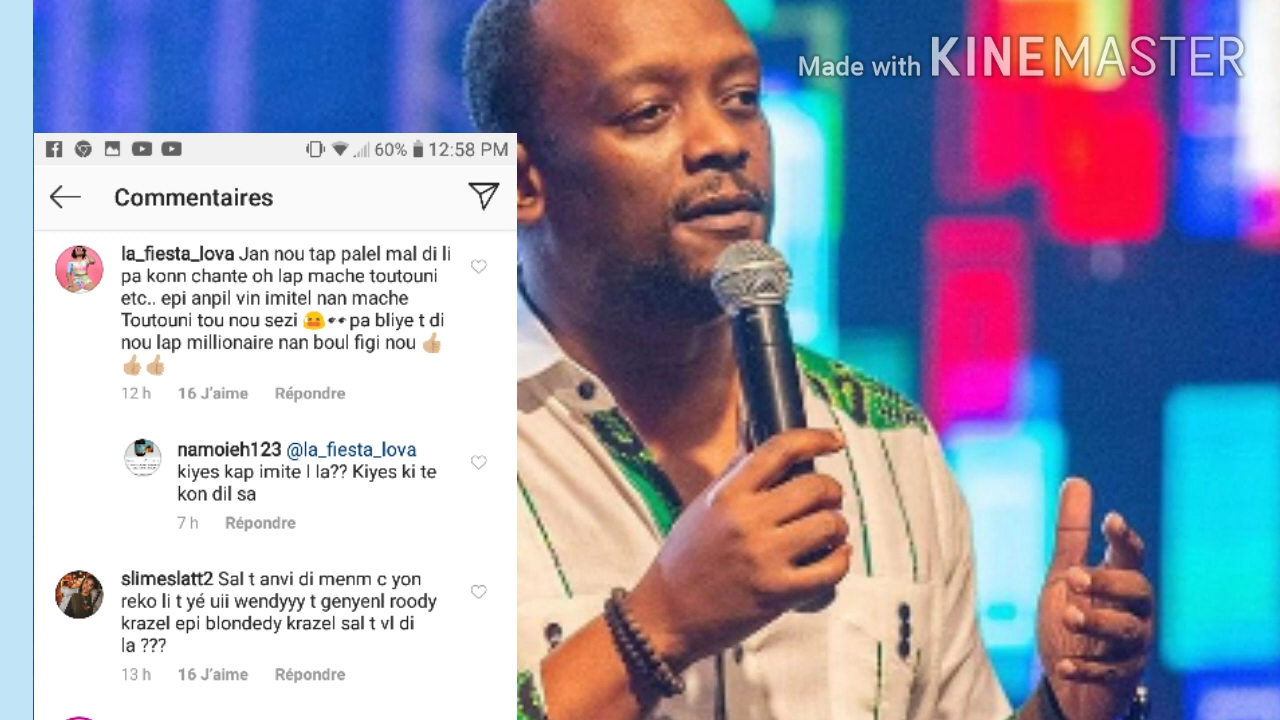 Made with KINEMASTER
60% 12:58 PM
Commentaires
la_fiesta_lova Jan nou tap palel mal di li
pa konn chante oh lap mache toutouni
etc.. epi anpil vin imitel nan mache
Toutouni tou nou sezi 😫👀pa bliye t di
nou lap millionaire nan boul figi nou 👍🏼
👍🏼👍🏼
12 h 16 J'aime Répondre
namoieh123 @la_fiesta_lova
kiyes kap imite l la?? Kiyes ki te
kon dil sa
7 h Répondre
slimeslatt2 Sal t anvi di menm c yon
reko li t yé uii wendyyy t genyenl roody
krazel epi blondedy krazel sal t vl di
la ???
13 h 16 J'aime Répondre